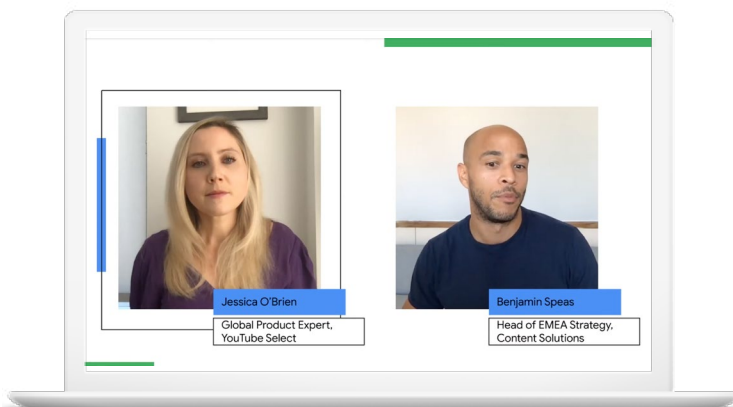 Jessica O'Brien
Global Product Expert,
YouTube Select
Benjamin Speas
Head of EMEA Strategy,
Content Solutions